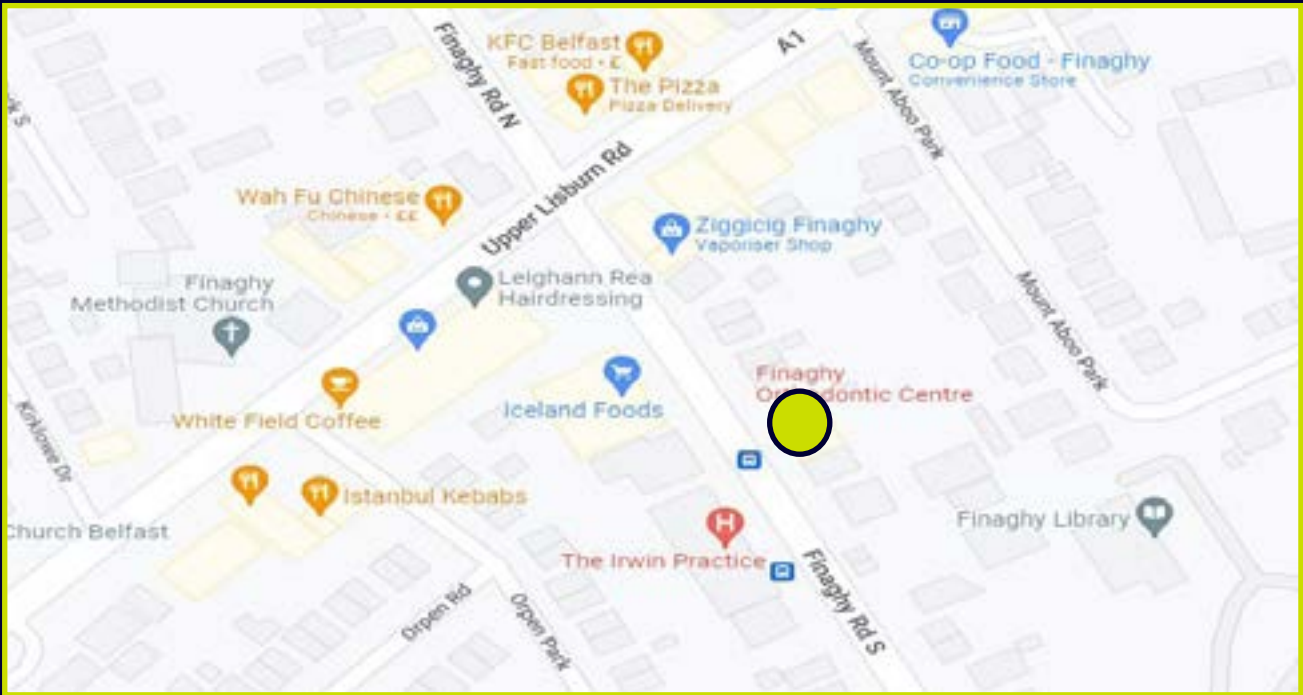 Finaghy Rd N
KFC Belfast
Fast food • £
The Pizza
Pizza Delivery
A1
Mount Aboo Park
Co-op Food - Finaghy
Convenience Store
Wah Fu Chinese
Chinese • ££
Upper Lisburn Rd
Ziggicig Finaghy
Vaporiser Shop
Finaghy
Methodist Church
Leighann Rea
Hairdressing
Mount Aboo Park
Iceland Foods
Finaghy
Centre
White Field Coffee
Kinklowe Dr
Istanbul Kebabs
Church Belfast
Finaghy Library
The Irwin Practice
H
Finaghy Rd S
Orpen Rd
Orpen Park